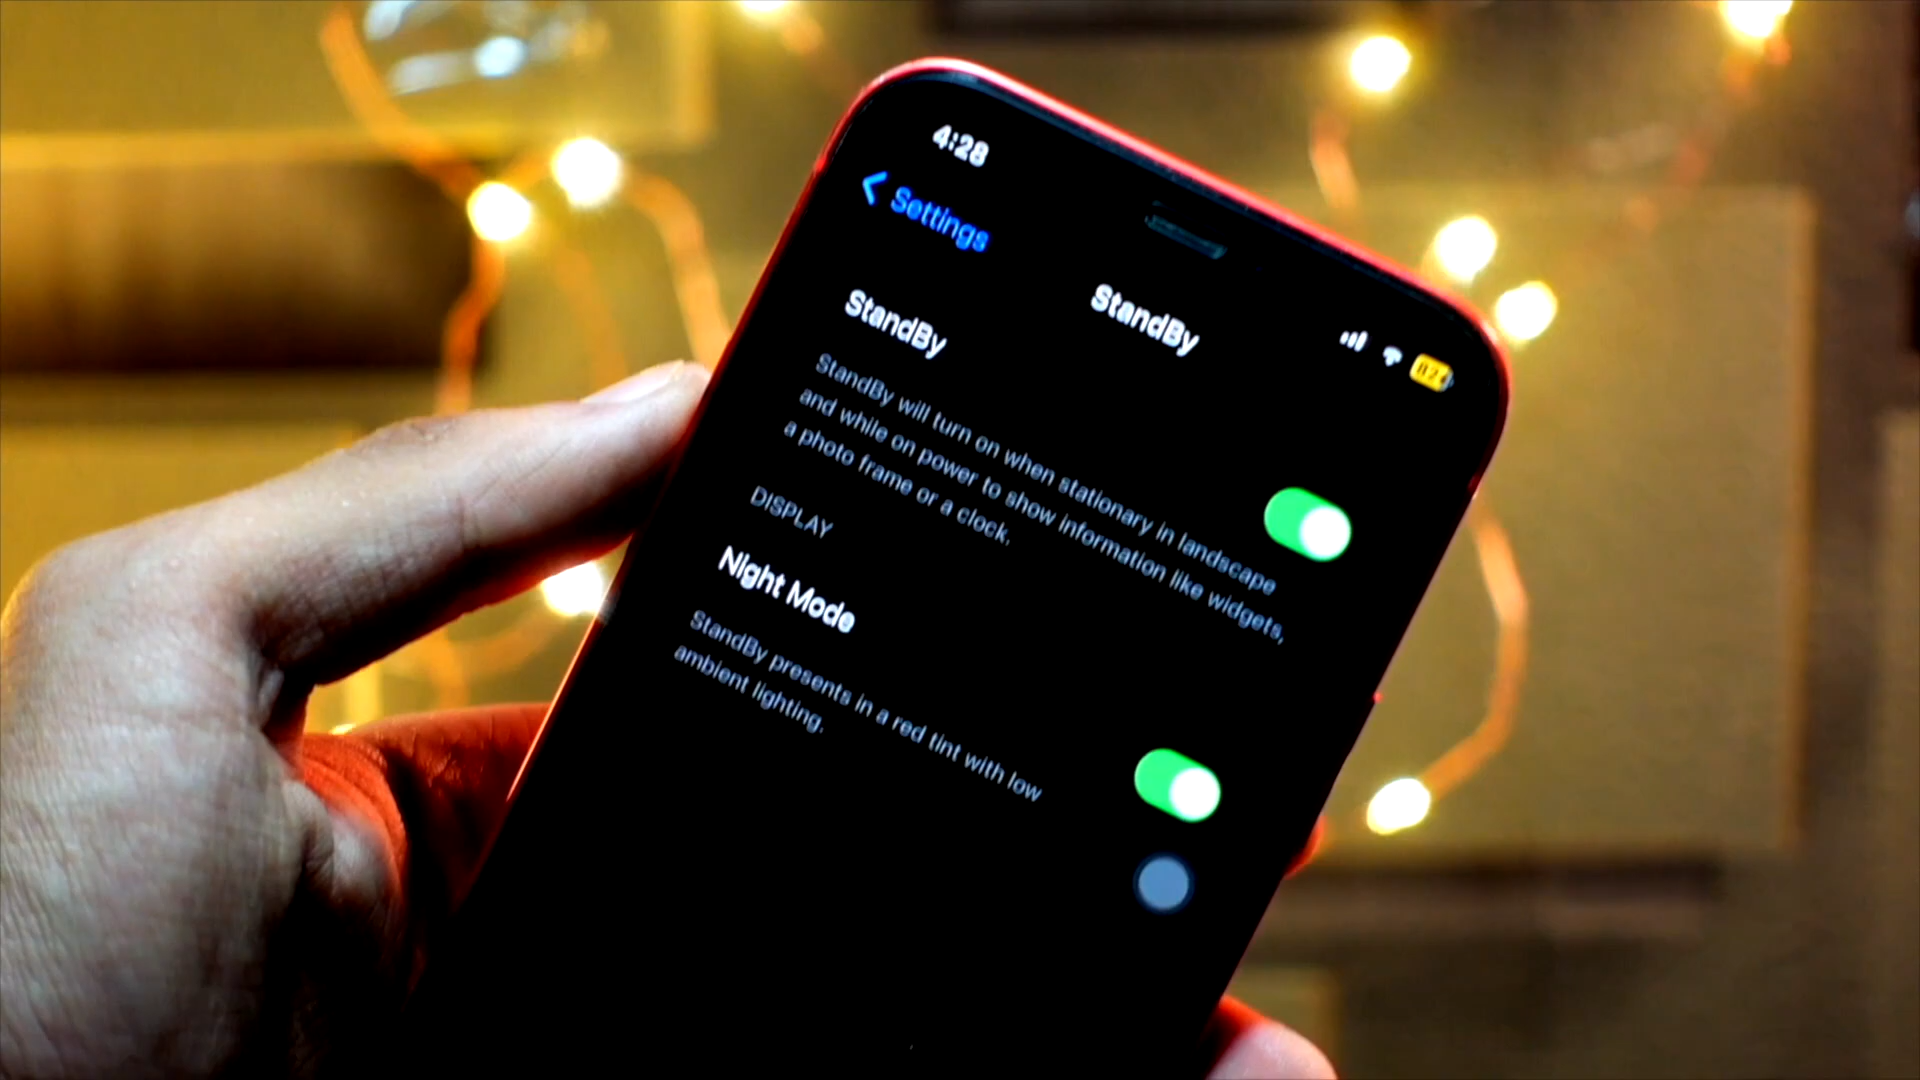 4:28
82
Settings
StandBy
StandBy
StandBy will turn on when stationary in landscape
and while on power to show information like widgets,
a photo frame or a clock.
DISPLAY
Night Mode
StandBy presents in a red tint with low
ambient lighting.